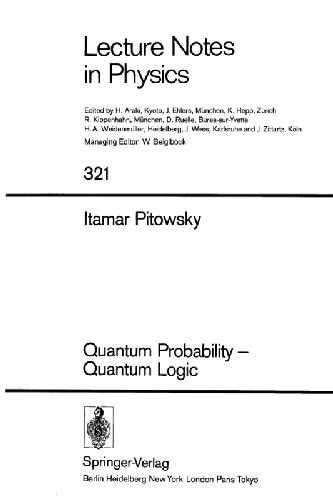 Lecture Notes
in Physics
Edited by H. Araki, Kyoto, J. Ehlers, München, K. Hepp, Zürich
R. Kippenhahn, München, D. Ruelle, Bures-sur-Yvette
H. A. Weidenmüller, Heidelberg, J. Wess, Karlsruhe and J. Zittartz, Köln
Managing Editor: W. Beiglböck
321
Itamar Pitowsky
Quantum Probability –
Quantum Logic
Springer-Verlag
Berlin Heidelberg New York London Paris Tokyo